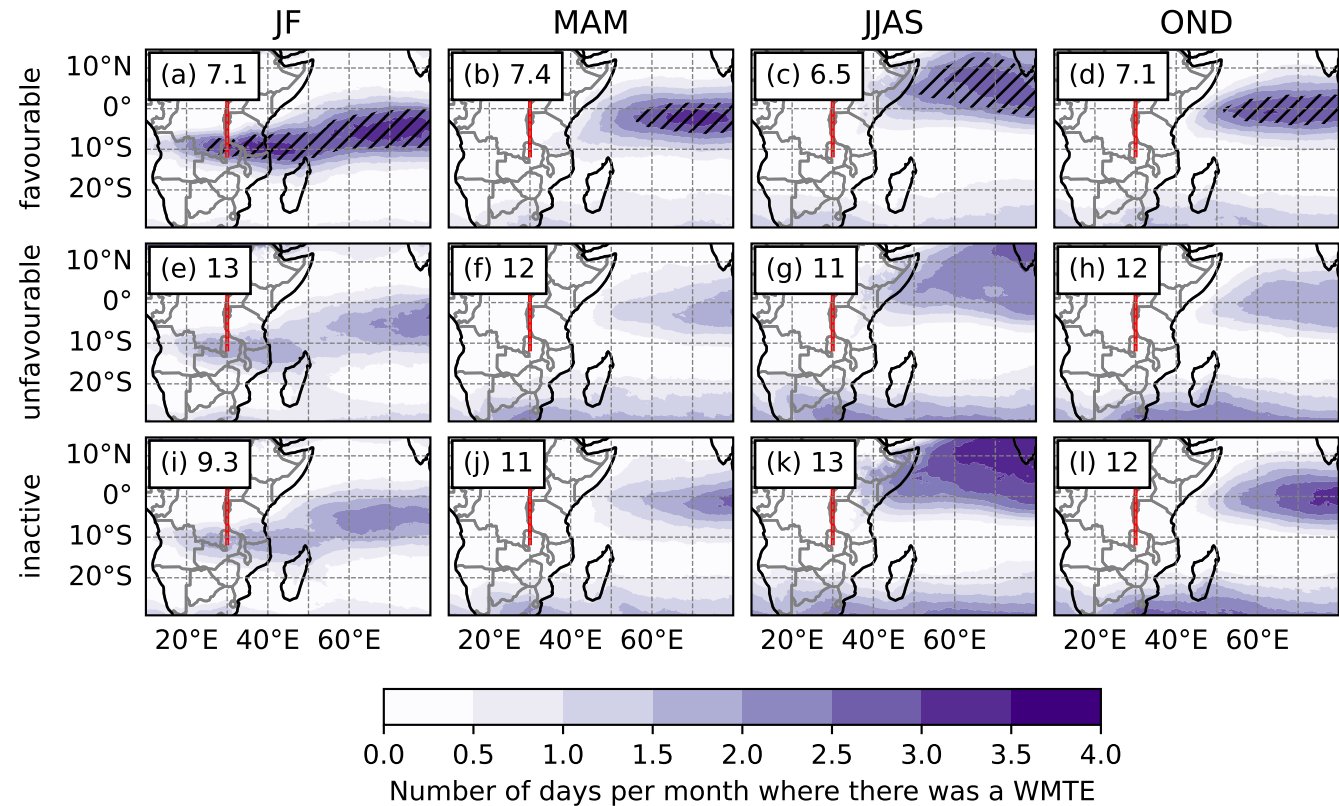 JF MAM JJAS OND
favourable
10°N
0°
10°S
20°S
(a) 7.1
(b) 7.4
(c) 6.5
(d) 7.1
unfavourable
10°N
0°
10°S
20°S
(e) 13
(f) 12
(g) 11
(h) 12
inactive
10°N
0°
10°S
20°S
(i) 9.3
(j) 11
(k) 13
(l) 12
20°E 40°E 60°E 20°E 40°E 60°E 20°E 40°E 60°E 20°E 40°E 60°E
0.0 0.5 1.0 1.5 2.0 2.5 3.0 3.5 4.0
Number of days per month where there was a WMTE